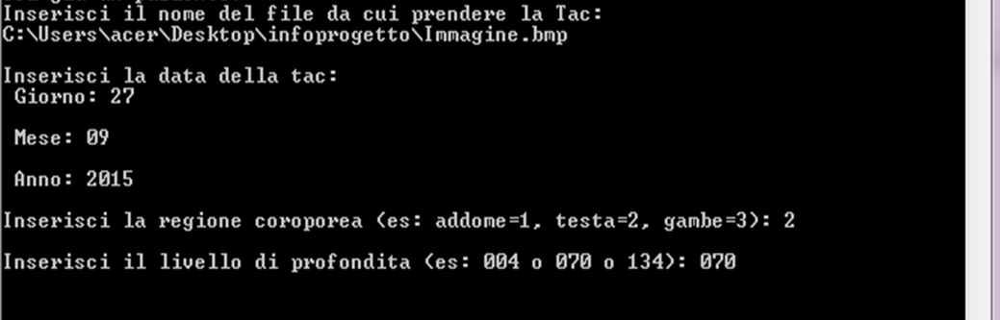 Inserisci il nome del file da cui prendere la Tac:
C:\Users\acer\Desktop\infoprogetto\Immagine.bmp
Inserisci la data della tac:
Giorno: 27
Mese: 09
Anno: 2015
Inserisci la regione coroporea (es: addome=1, testa=2, gambe=3): 2
Inserisci il livello di profondita (es: 004 o 070 o 134): 070